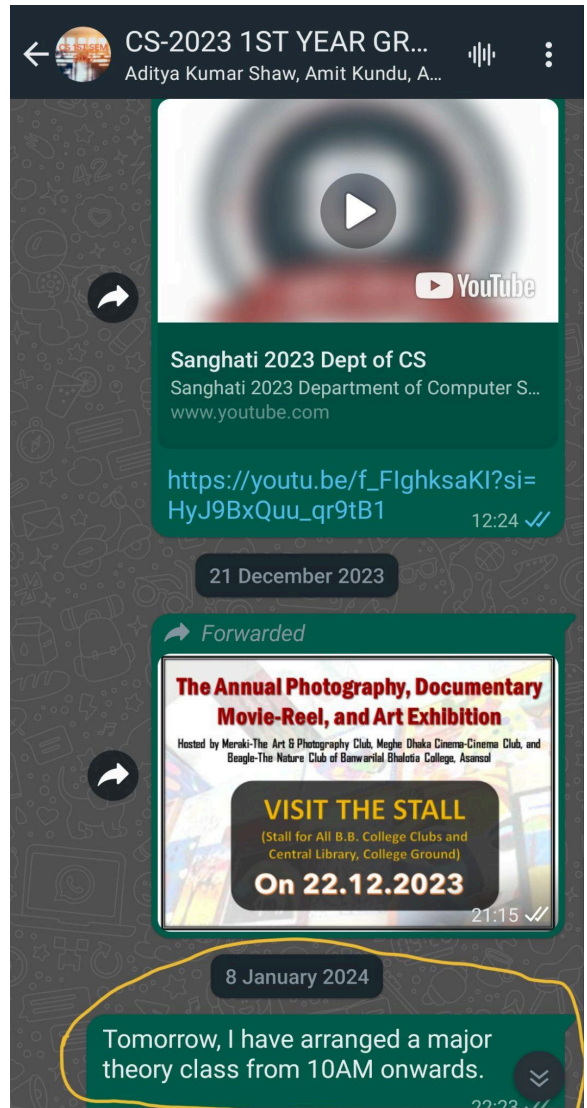 CS-2023 1ST YEAR GR...
Aditya Kumar Shaw, Amit Kundu, A...
CS 1ST SEM
YouTube
Sanghati 2023 Dept of CS
Sanghati 2023 Department of Computer S...
www.youtube.com
https://youtu.be/f_FIghksaKI?si=
HyJ9BxQuu_qr9tB1
12:24
21 December 2023
Forwarded
The Annual Photography, Documentary
Movie-Reel, and Art Exhibition
Hosted by Meraki-The Art & Photography Club, Meghe Dhaka Cinema-Cinema Club, and
Beagle-The Nature Club of Banwarilal Bhalotia College, Asansol
VISIT THE STALL
(Stall for All B.B. College Clubs and
Central Library, College Ground)
On 22.12.2023
21:15
8 January 2024
Tomorrow, I have arranged a major
theory class from 10AM onwards.
22:23